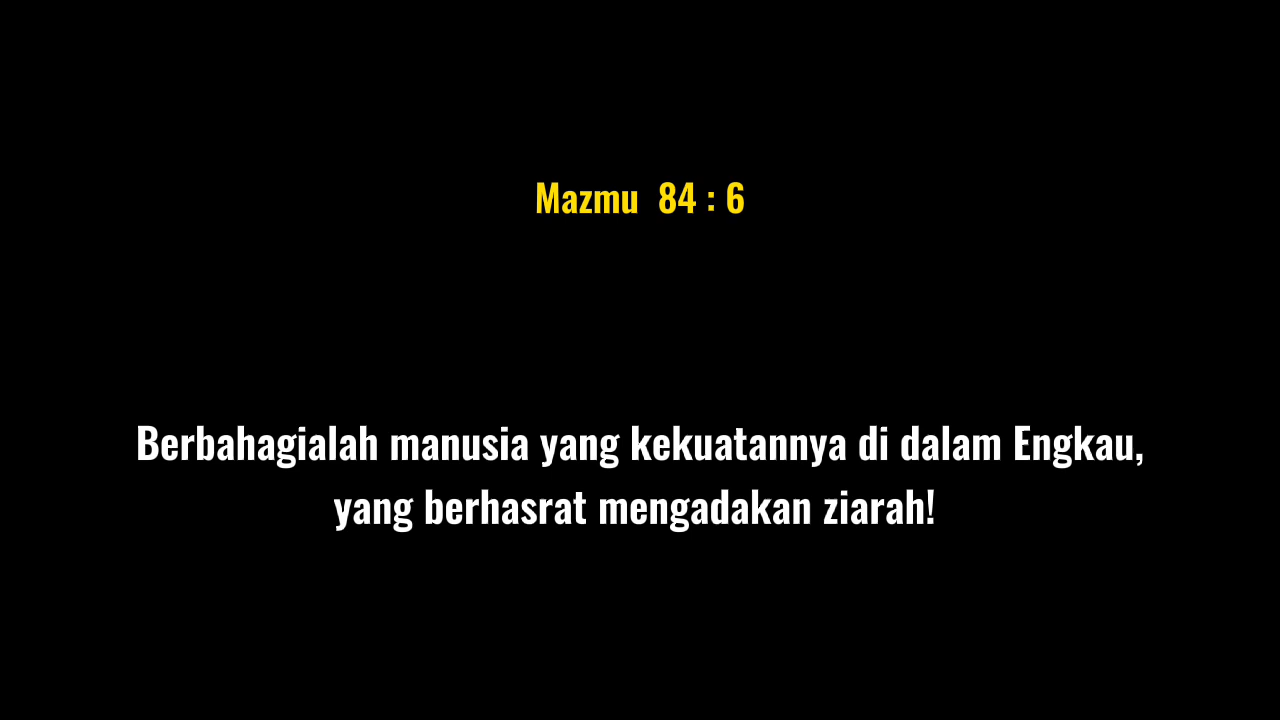 Mazmu  84 : 6
Berbahagialah manusia yang kekuatannya di dalam Engkau,
yang berhasrat mengadakan ziarah!